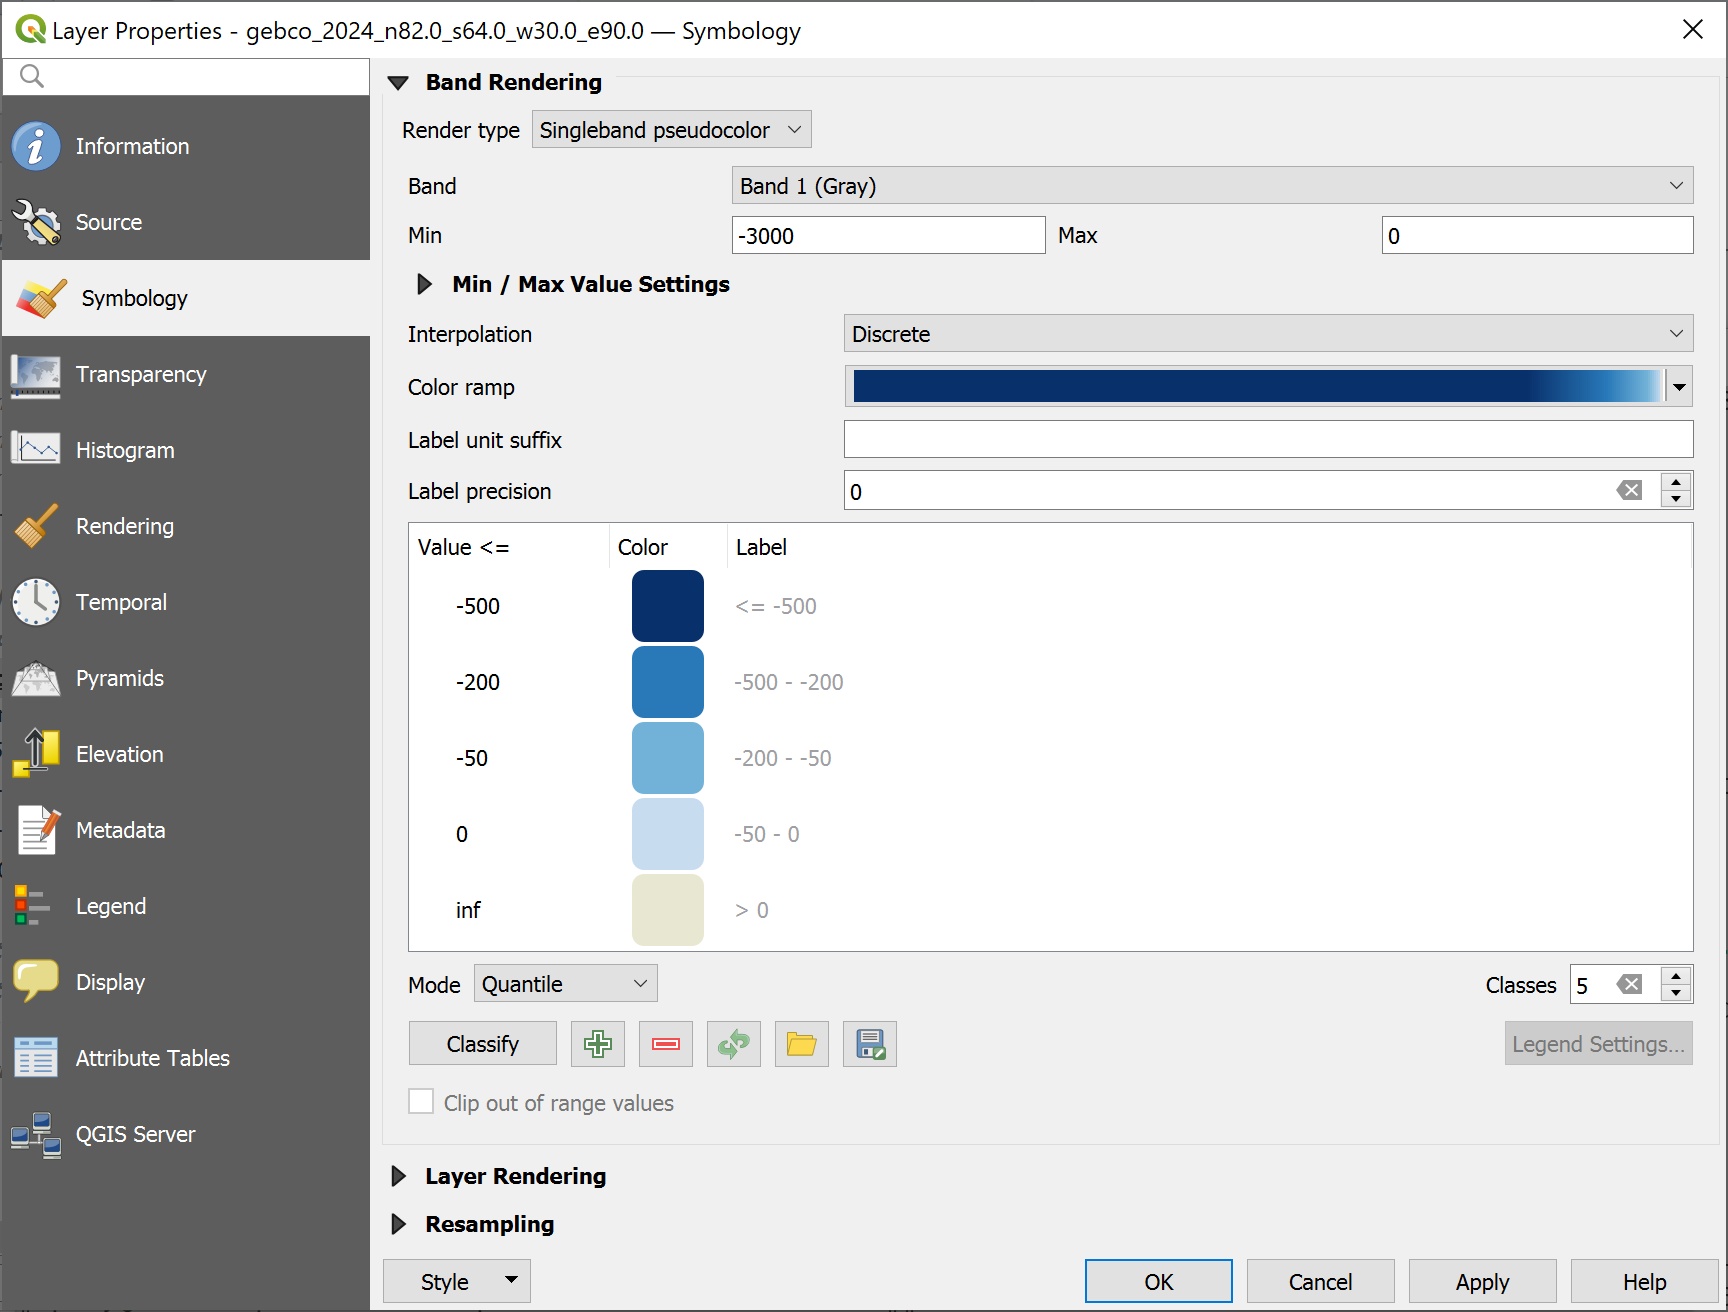 Layer Properties - gebco_2024_n82.0_s64.0_w30.0_e90.0 — Symbology
Information
Source
Symbology
Transparency
Histogram
Rendering
Temporal
Pyramids
Elevation
Metadata
Legend
Display
Attribute Tables
QGIS Server
Band Rendering
Render type Singleband pseudocolor
Band Band 1 (Gray)
Min -3000 Max 0
Min / Max Value Settings
Interpolation Discrete
Color ramp
Label unit suffix
Label precision 0
Value <= Color Label
-500 <= -500
-200 -500 - -200
-50 -200 - -50
0 -50 - 0
inf > 0
Mode Quantile Classes 5
Classify Legend Settings...
Clip out of range values
Layer Rendering
Resampling
Style OK Cancel Apply Help